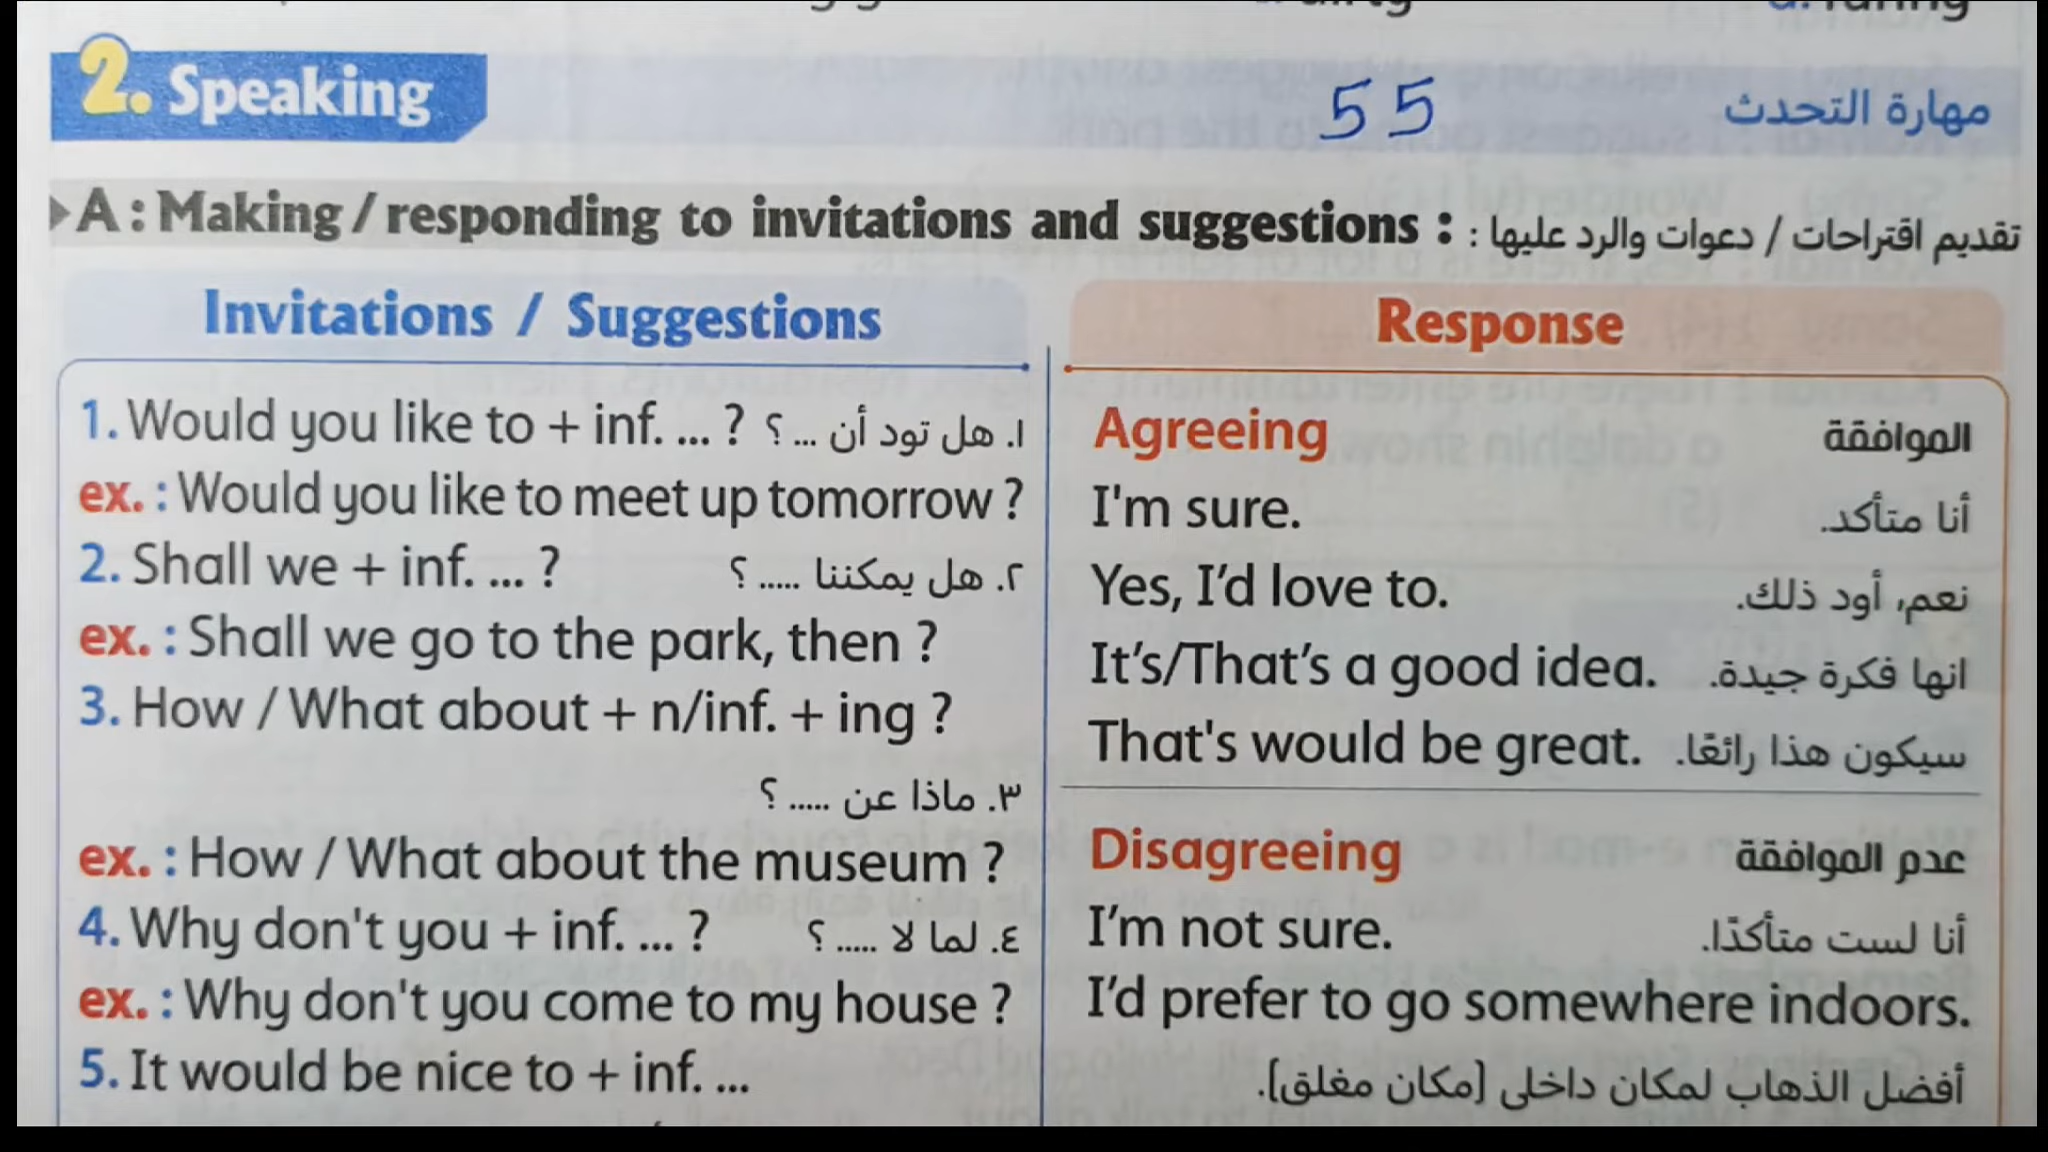 2. Speaking 55 مهارة التحدث
A : Making / responding to invitations and suggestions : تقديم اقتراحات / دعوات والرد عليها :
Invitations / Suggestions
1. Would you like to + inf. ... ? ١. هل تود أن ... ؟
ex. : Would you like to meet up tomorrow ?
2. Shall we + inf. ... ? ٢. هل يمكننا ..... ؟
ex. : Shall we go to the park, then ?
3. How / What about + n/inf. + ing ?
٣. ماذا عن ..... ؟
ex. : How / What about the museum ?
4. Why don't you + inf. ... ? ٤. لما لا ..... ؟
ex. : Why don't you come to my house ?
5. It would be nice to + inf. ...
Response
Agreeing الموافقة
I'm sure. أنا متأكد.
Yes, I'd love to. نعم, أود ذلك.
It's/That's a good idea. انها فكرة جيدة.
That's would be great. سيكون هذا رائعًا.
Disagreeing عدم الموافقة
I'm not sure. أنا لست متأكدًا.
I'd prefer to go somewhere indoors.
أفضل الذهاب لمكان داخلى (مكان مغلق).